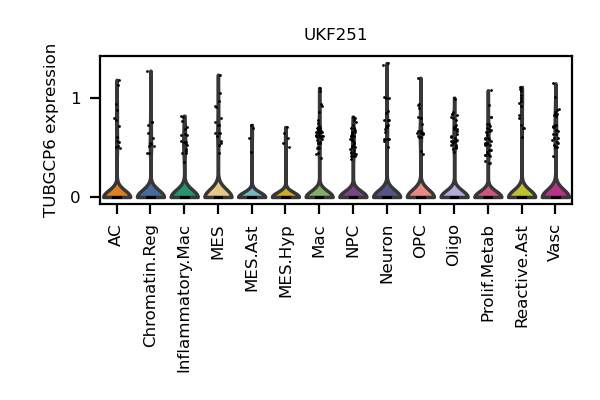 UKF251
TUBGCP6 expression
1
0
AC
Chromatin.Reg
Inflammatory.Mac
MES
MES.Ast
MES.Hyp
Mac
NPC
Neuron
OPC
Oligo
Prolif.Metab
Reactive.Ast
Vasc